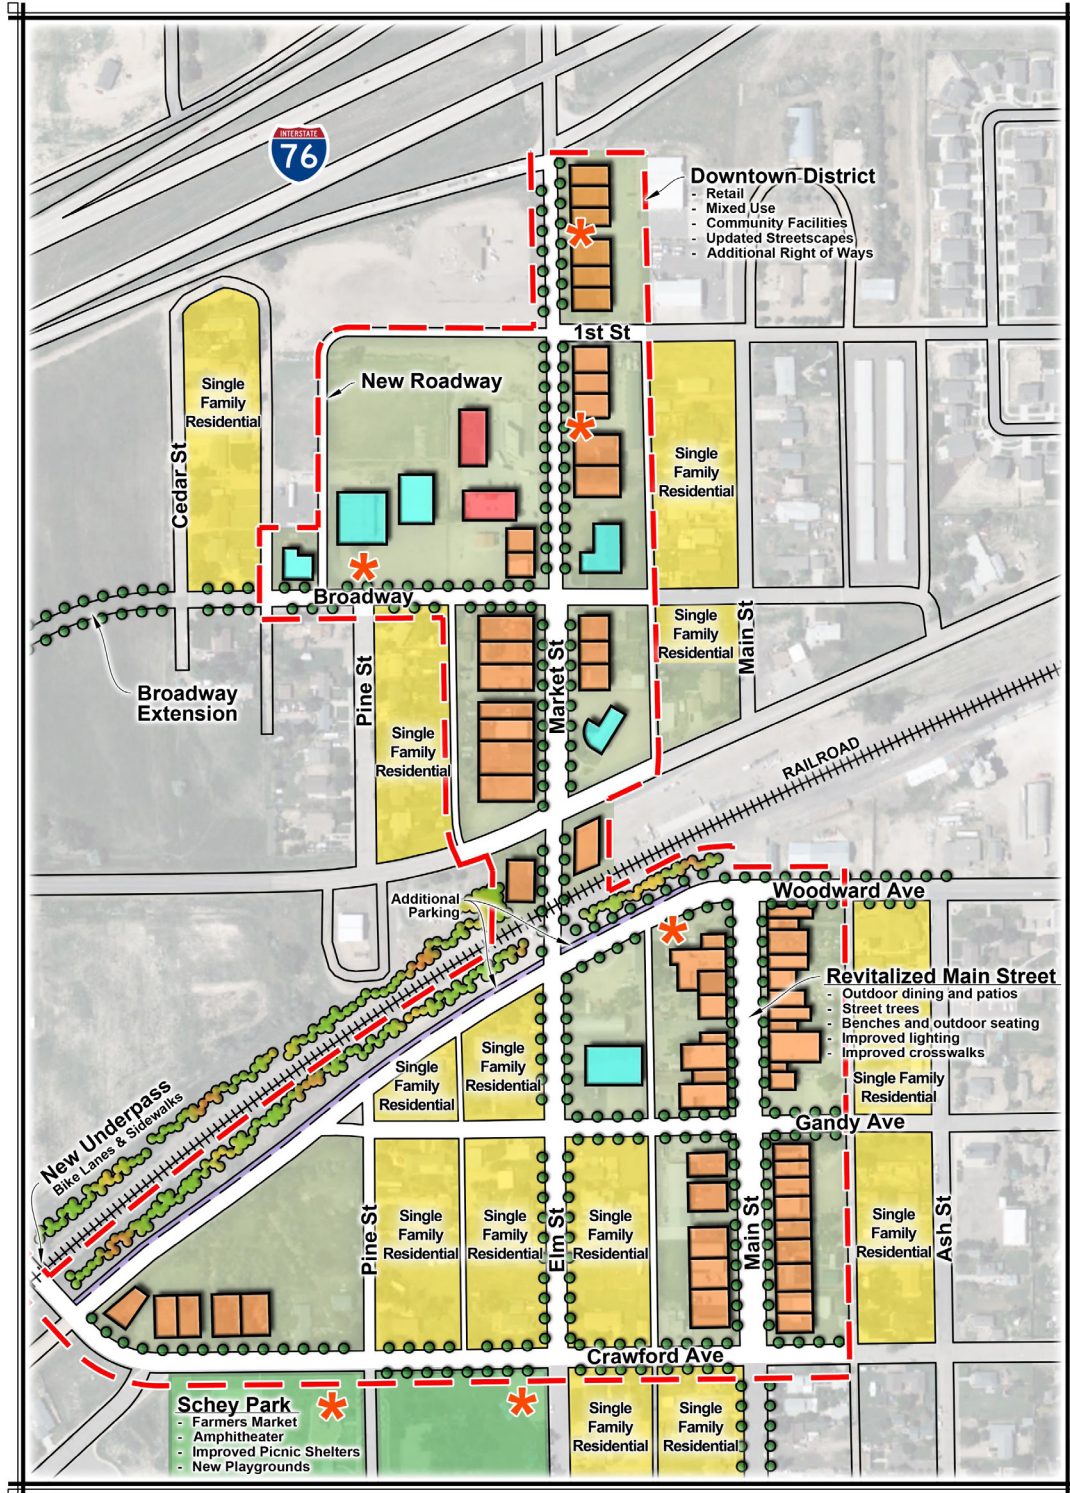 INTERSTATE
76
Downtown District
- Retail
- Mixed Use
- Community Facilities
- Updated Streetscapes
- Additional Right of Ways
1st St
New Roadway
Single
Family
Residential
Cedar St
Single
Family
Residential
Broadway
Single
Family
Residential
Main St
Market St
Pine St
Broadway
Extension
Single
Family
Residential
RAILROAD
Additional
Parking
Woodward Ave
Revitalized Main Street
- Outdoor dining and patios
- Street trees
- Benches and outdoor seating
- Improved lighting
- Improved crosswalks
Single
Family
Residential
Single
Family
Residential
Single Family
Residential
New Underpass
Bike Lanes & Sidewalks
Gandy Ave
Pine St
Single
Family
Residential
Single
Family
Residential
Elm St
Single
Family
Residential
Main St
Single
Family
Residential
Ash St
Crawford Ave
Schey Park
- Farmers Market
- Amphitheater
- Improved Picnic Shelters
- New Playgrounds
Single
Family
Residential
Single
Family
Residential